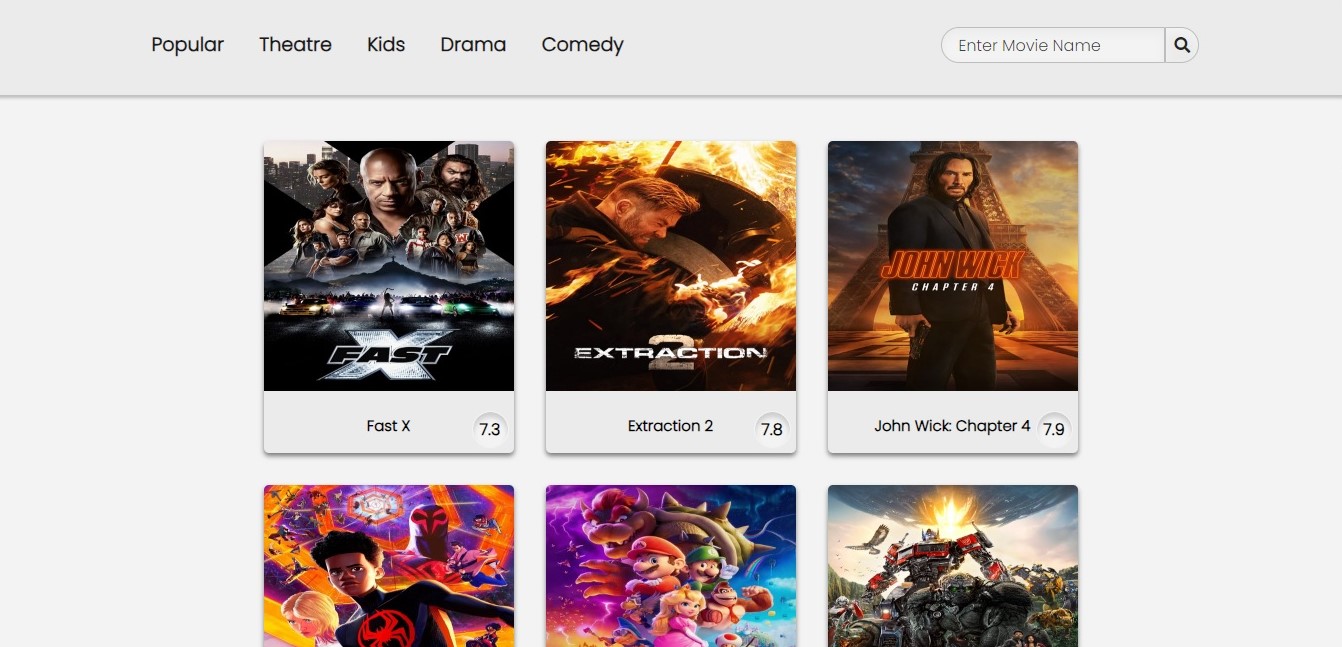 Popular Theatre Kids Drama Comedy
Enter Movie Name
FAST X
EXTRACTION 2
JOHN WICK
CHAPTER 4
Fast X 7.3
Extraction 2 7.8
John Wick: Chapter 4 7.9